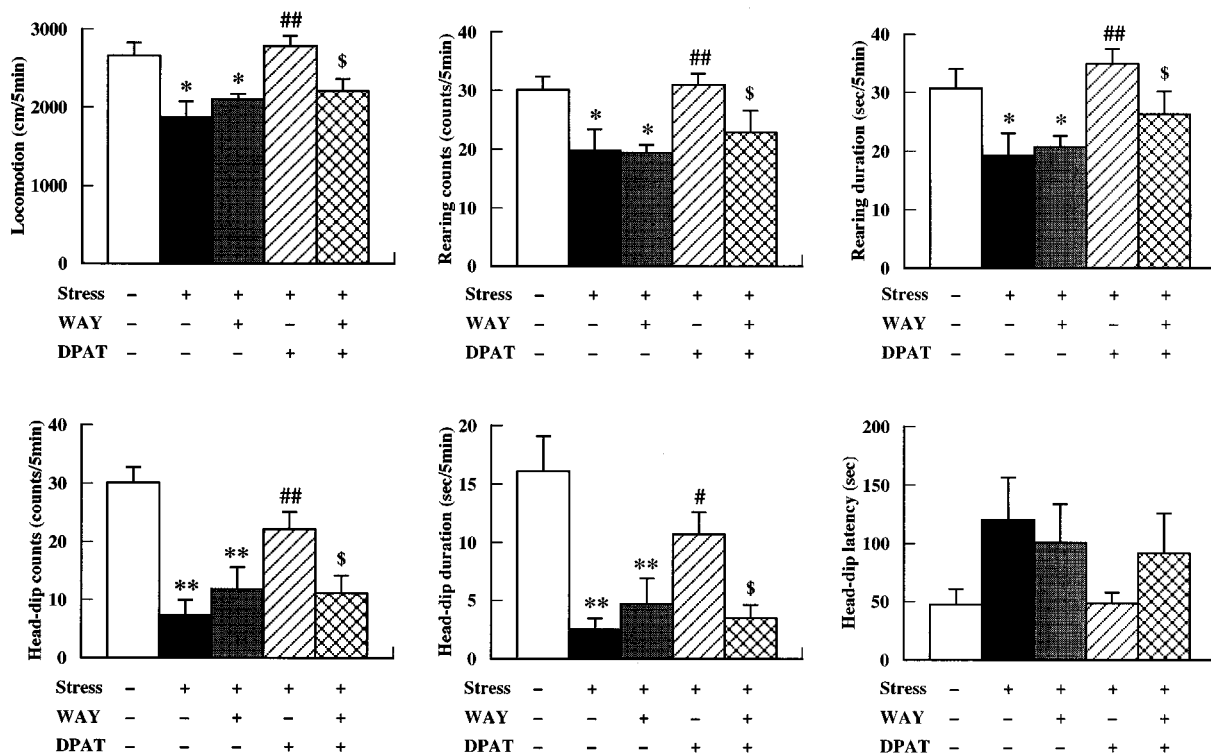 Locomotion (cm/5min)
3000
2000
1000
0
##
*
*
$
Stress – + + + +
WAY – – + – +
DPAT – – – + +
Rearing counts (counts/5min)
40
30
20
10
0
##
*
*
$
Stress – + + + +
WAY – – + – +
DPAT – – – + +
Rearing duration (sec/5min)
40
30
20
10
0
##
*
*
$
Stress – + + + +
WAY – – + – +
DPAT – – – + +
Head-dip counts (counts/5min)
40
30
20
10
0
##
**
**
$
Stress – + + + +
WAY – – + – +
DPAT – – – + +
Head-dip duration (sec/5min)
20
15
10
5
0
#
**
**
$
Stress – + + + +
WAY – – + – +
DPAT – – – + +
Head-dip latency (sec)
200
150
100
50
0
Stress – + + + +
WAY – – + – +
DPAT – – – + +